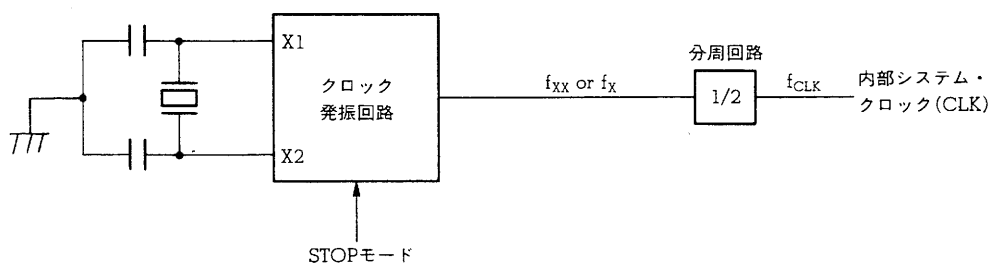 X1
クロック
発振回路
X2
STOPモード
fXX or fX
分周回路
1/2
fCLK
内部システム・
クロック(CLK)